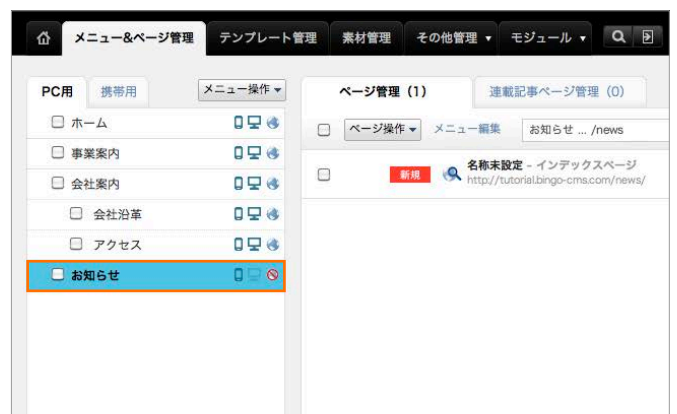 メニュー&ページ管理 テンプレート管理 素材管理 その他管理 ▼ モジュール ▼
PC用 携帯用 メニュー操作 ▼ ページ管理 (1) 連載記事ページ管理 (0)
ホーム
ページ操作 ▼ メニュー編集 お知らせ ... /news
事業案内
新規 名称未設定 – インデックスページ
http://tutorial.bingo-cms.com/news/
会社案内
会社沿革
アクセス
お知らせ